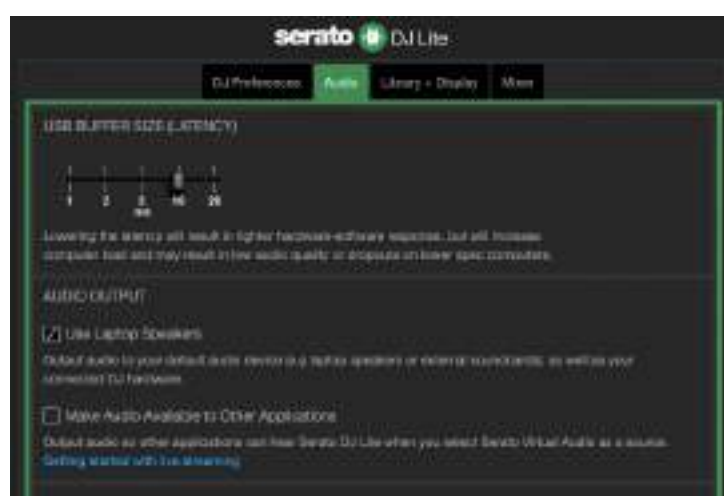 serato DJ Lite
DJ Preferences Audio Library + Display Mixer
USB BUFFER SIZE (LATENCY)
1 2 5 10 20
ms
Lowering the latency will result in tighter hardware-software response, but will increase
computer load and may result in low audio quality or dropouts on lower spec computers.
AUDIO OUTPUT
Use Laptop Speakers
Output audio to your default audio device (e.g laptop speakers or external soundcards), as well as your
connected DJ hardware.
Make Audio Available to Other Applications
Output audio so other applications can hear Serato DJ Lite when you select Serato Virtual Audio as a source.
Getting started with live streaming